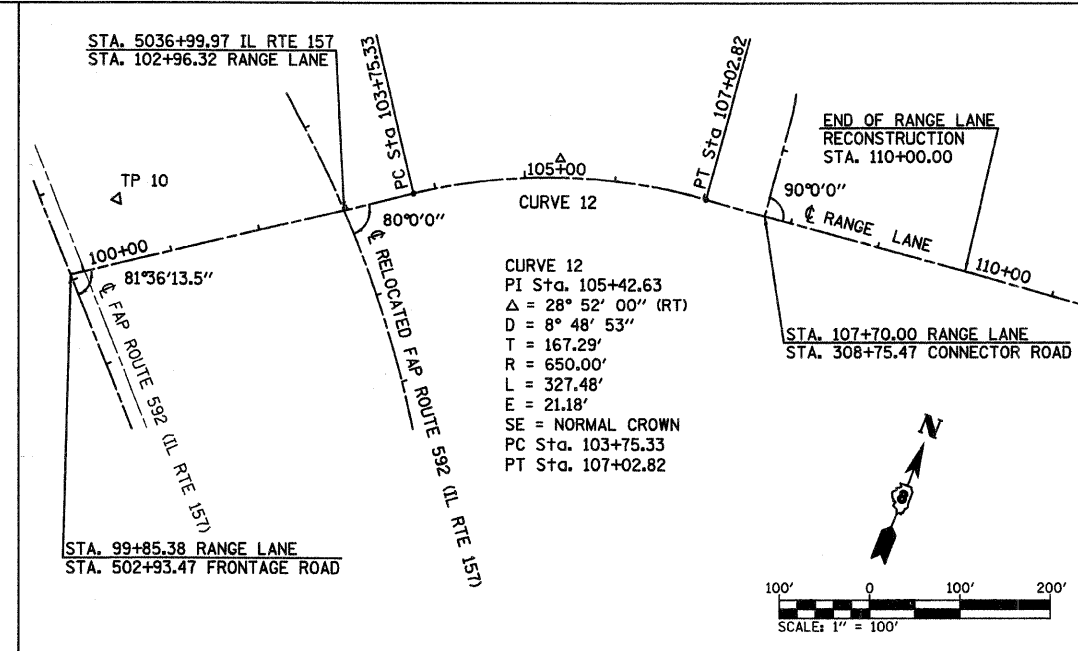 STA. 5036+99.97 IL RTE 157
STA. 102+96.32 RANGE LANE
PC Sta 103+75.33
PT Sta 107+02.82
END OF RANGE LANE
RECONSTRUCTION
STA. 110+00.00
TP 10
105+00
CURVE 12
90°0'0"
80°0'0"
℄ RANGE LANE
100+00
81°36'13.5"
110+00
℄ FAP ROUTE 592 (IL RTE 157)
℄ RELOCATED FAP ROUTE 592 (IL RTE 157)
CURVE 12
PI Sta. 105+42.63
Δ = 28° 52' 00" (RT)
D = 8° 48' 53"
T = 167.29'
R = 650.00'
L = 327.48'
E = 21.18'
SE = NORMAL CROWN
PC Sta. 103+75.33
PT Sta. 107+02.82
STA. 107+70.00 RANGE LANE
STA. 308+75.47 CONNECTOR ROAD
N
8
STA. 99+85.38 RANGE LANE
STA. 502+93.47 FRONTAGE ROAD
100' 0 100' 200'
SCALE: 1" = 100'